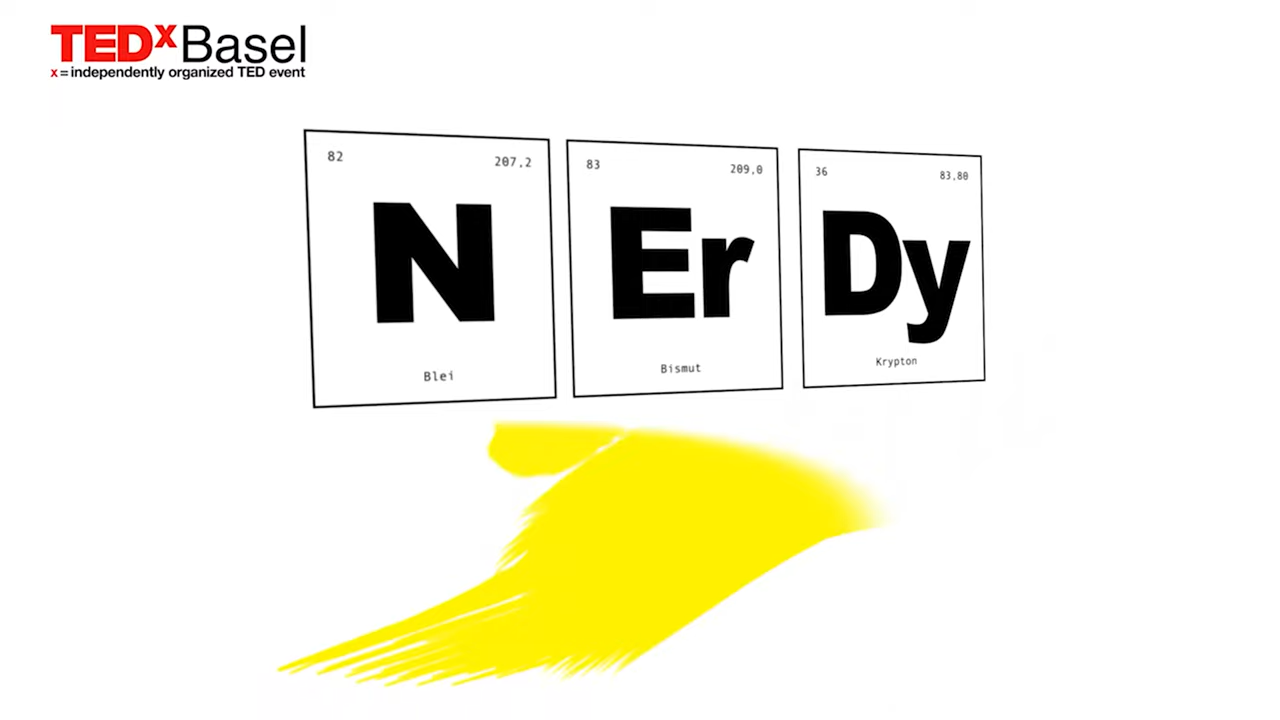 TEDxBasel
x = independently organized TED event
82 207,2 83 209,0 36 83,80
N Er Dy
Blei Bismut Krypton